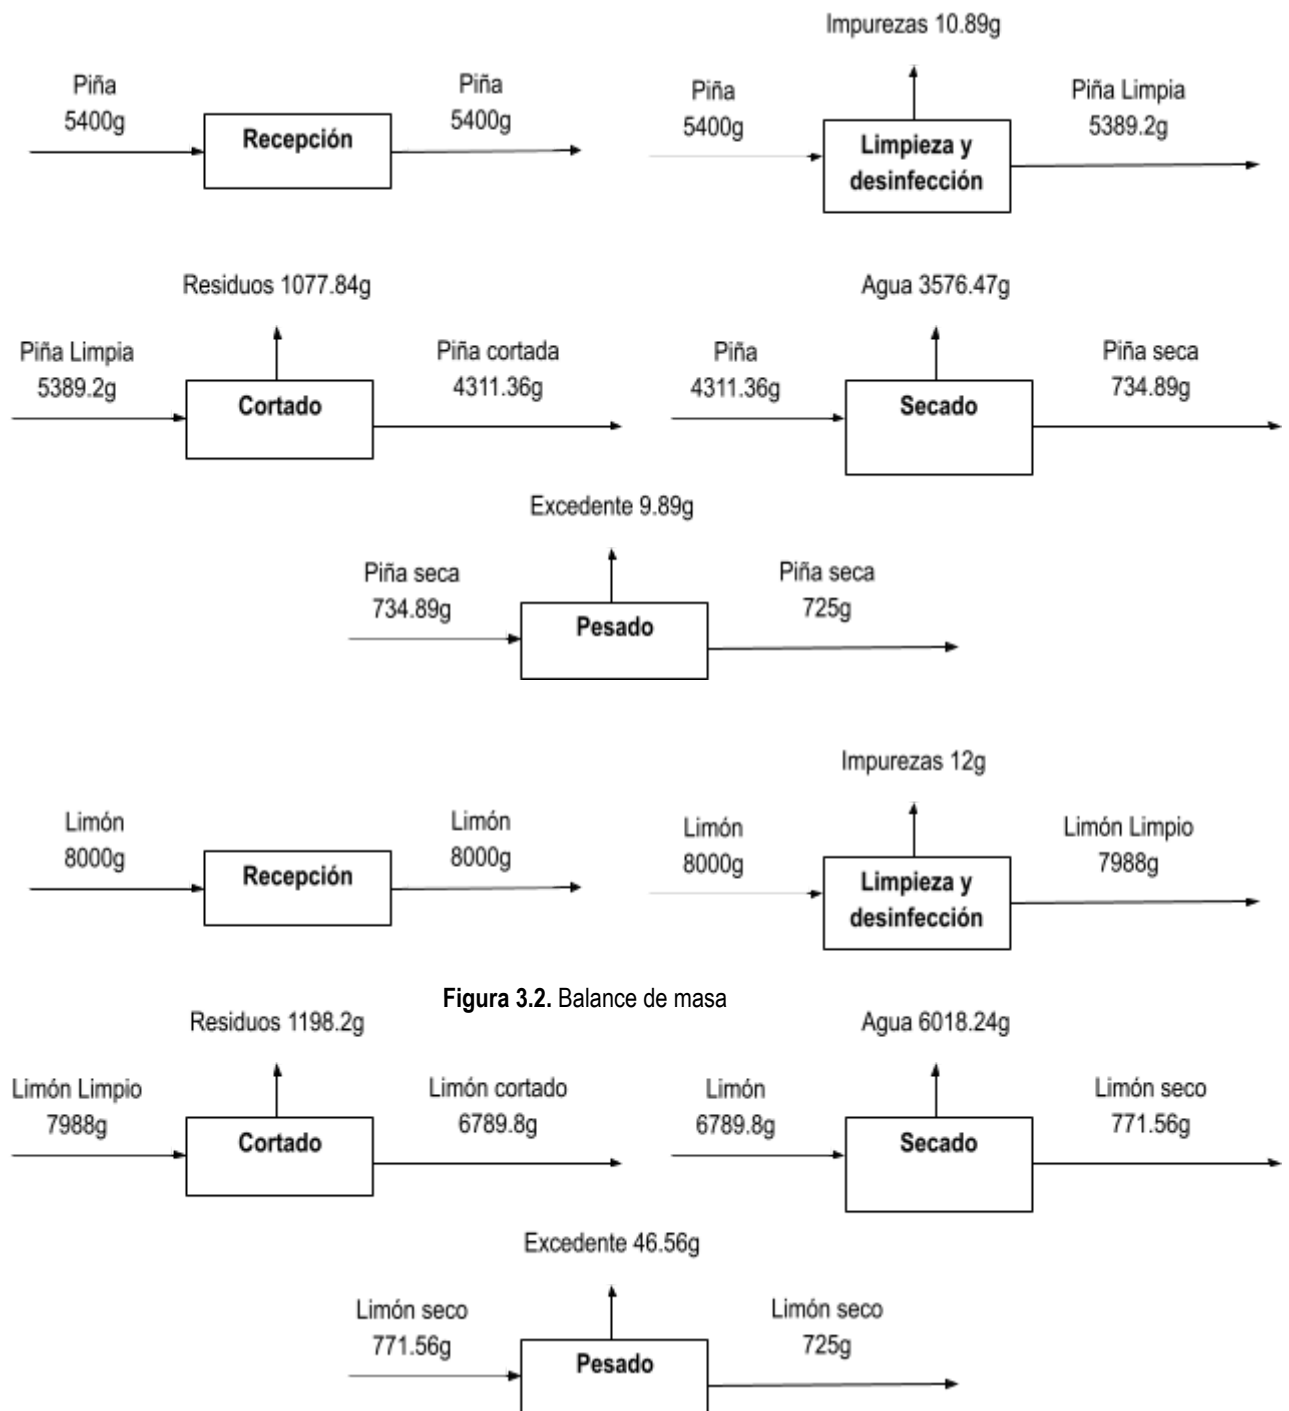 Impurezas 10.89g
Piña
5400g
Recepción
Piña
5400g
Piña
5400g
Limpieza y
desinfección
Piña Limpia
5389.2g
Residuos 1077.84g
Piña Limpia
5389.2g
Cortado
Piña cortada
4311.36g
Agua 3576.47g
Piña
4311.36g
Secado
Piña seca
734.89g
Excedente 9.89g
Piña seca
734.89g
Pesado
Piña seca
725g
Impurezas 12g
Limón
8000g
Recepción
Limón
8000g
Limón
8000g
Limpieza y
desinfección
Limón Limpio
7988g
Figura 3.2. Balance de masa
Residuos 1198.2g
Limón Limpio
7988g
Cortado
Limón cortado
6789.8g
Agua 6018.24g
Limón
6789.8g
Secado
Limón seco
771.56g
Excedente 46.56g
Limón seco
771.56g
Pesado
Limón seco
725g